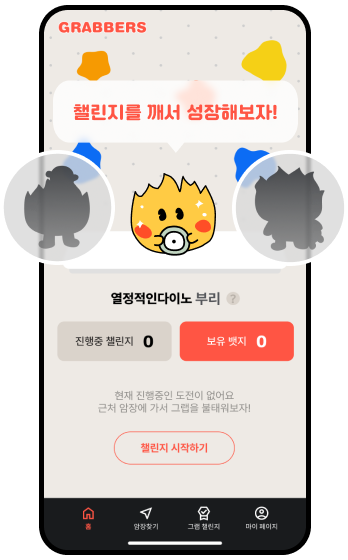 GRABBERS
챌린지를 깨서 성장해보자!
열정적인다이노 부리 ?
진행중 챌린지 0
보유 뱃지 0
현재 진행중인 도전이 없어요
근처 암장에 가서 그랩을 불태워보자!
챌린지 시작하기
홈
암장찾기
그랩 챌린지
마이 페이지